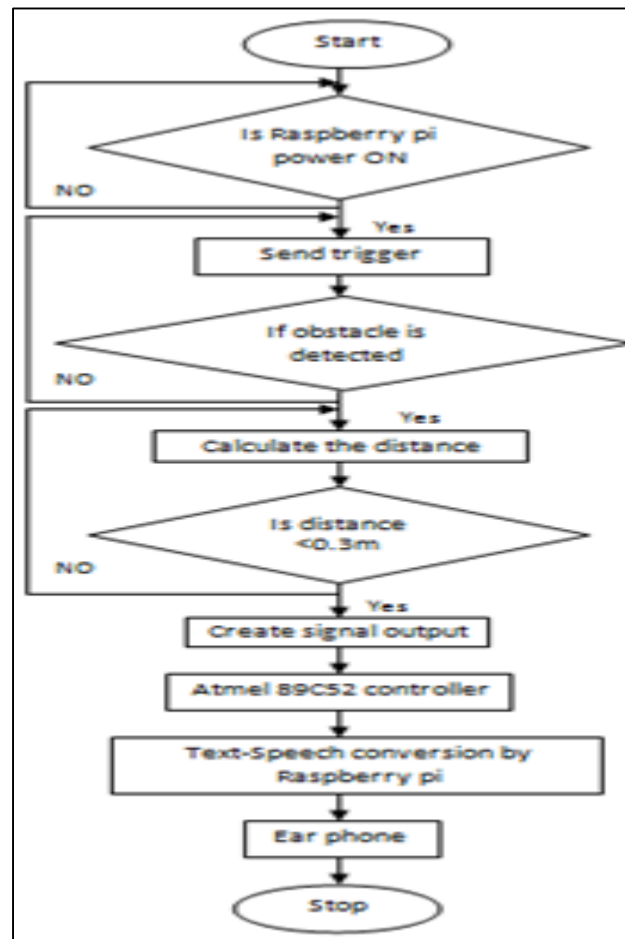 Start
Is Raspberry pi
power ON
NO
Yes
Send trigger
If obstacle is
detected
NO
Yes
Calculate the distance
Is distance
<0.3m
NO
Yes
Create signal output
Atmel 89C52 controller
Text-Speech conversion by
Raspberry pi
Ear phone
Stop